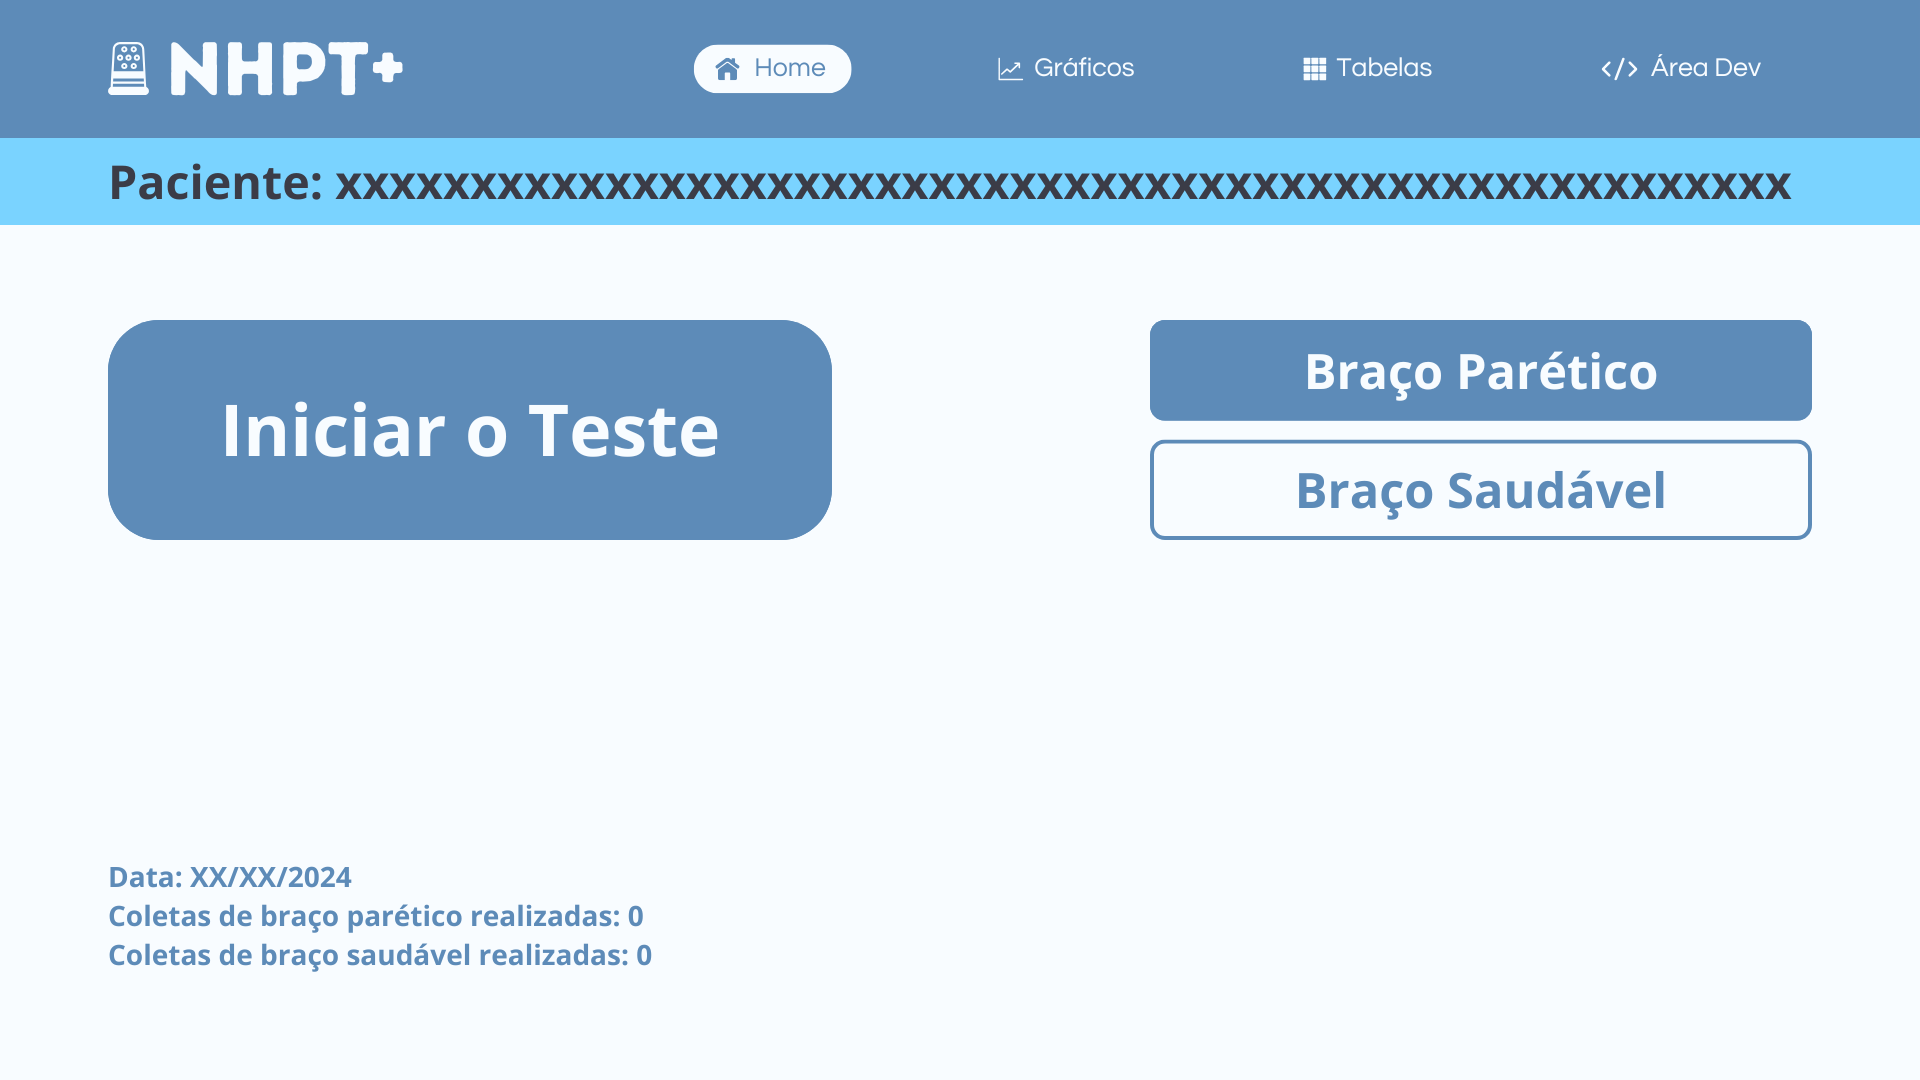 NHPT+
Home
Gráficos
Tabelas
Área Dev
Paciente: xxxxxxxxxxxxxxxxxxxxxxxxxxxxxxxxxxxxxxxxxxxxxxxxxxxxxx
Iniciar o Teste
Braço Parético
Braço Saudável
Data: XX/XX/2024
Coletas de braço parético realizadas: 0
Coletas de braço saudável realizadas: 0